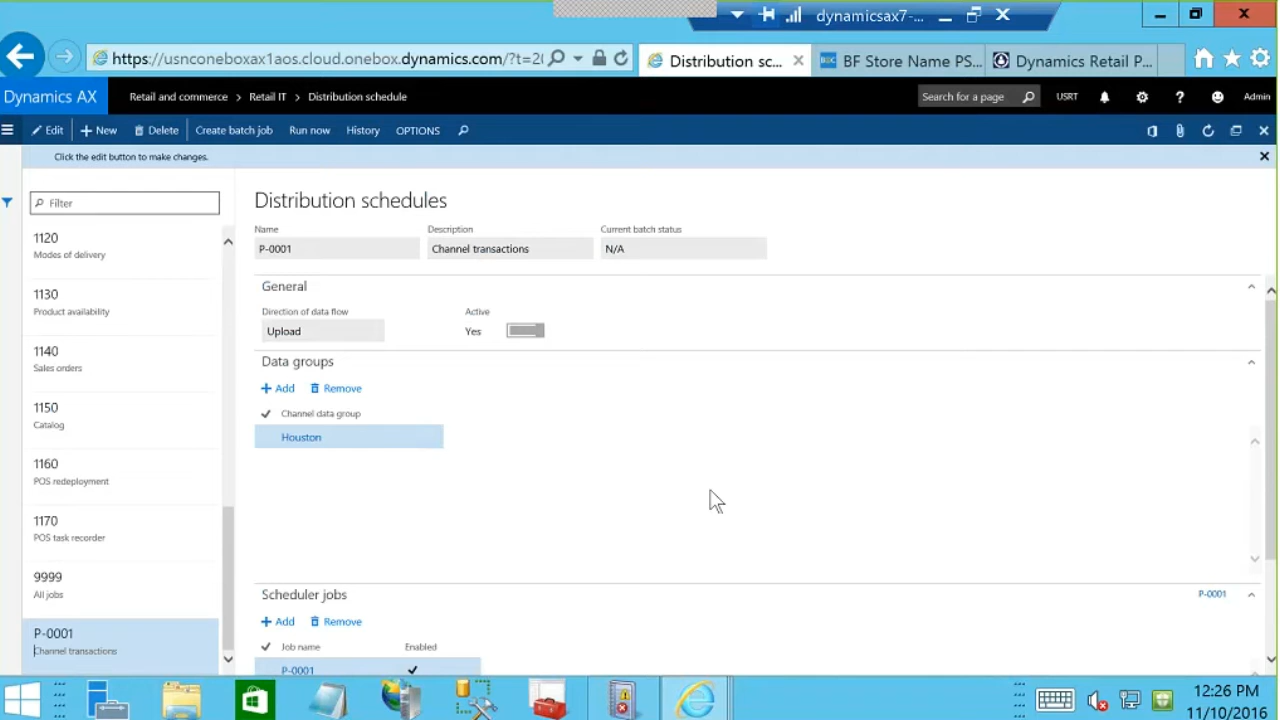 dynamicsax7-...
https://usnconeboxax1aos.cloud.onebox.dynamics.com/?t=2(
Distribution sc...
BF Store Name PS...
Dynamics Retail P...
Dynamics AX
Retail and commerce > Retail IT > Distribution schedule
Search for a page
USRT
?
Admin
Edit
+ New
Delete
Create batch job
Run now
History
OPTIONS
Click the edit button to make changes.
Filter
1120
Modes of delivery
1130
Product availability
1140
Sales orders
1150
Catalog
1160
POS redeployment
1170
POS task recorder
9999
All jobs
P-0001
Channel transactions
Distribution schedules
Name
Description
Current batch status
P-0001
Channel transactions
N/A
General
Direction of data flow
Active
Upload
Yes
Data groups
+ Add
Remove
Channel data group
Houston
Scheduler jobs
P-0001
+ Add
Remove
Job name
Enabled
P-0001
12:26 PM
11/10/2016